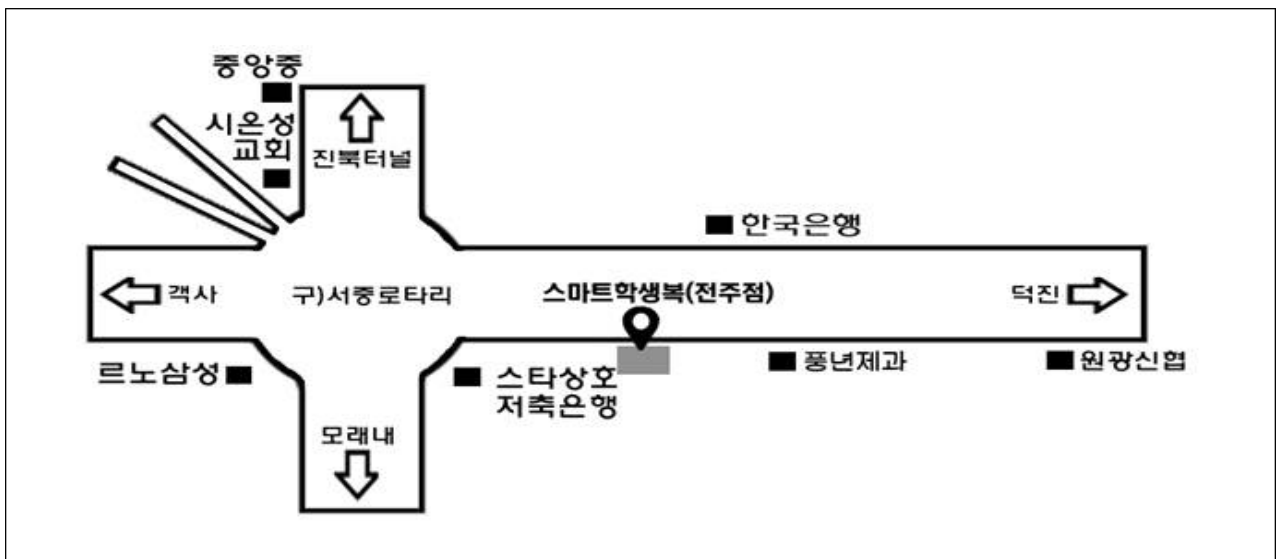 중앙중
시온성
교회
진북터널
한국은행
객사
구)서중로타리
스마트학생복(전주점)
덕진
르노삼성
스타상호
저축은행
풍년제과
원광신협
모래내